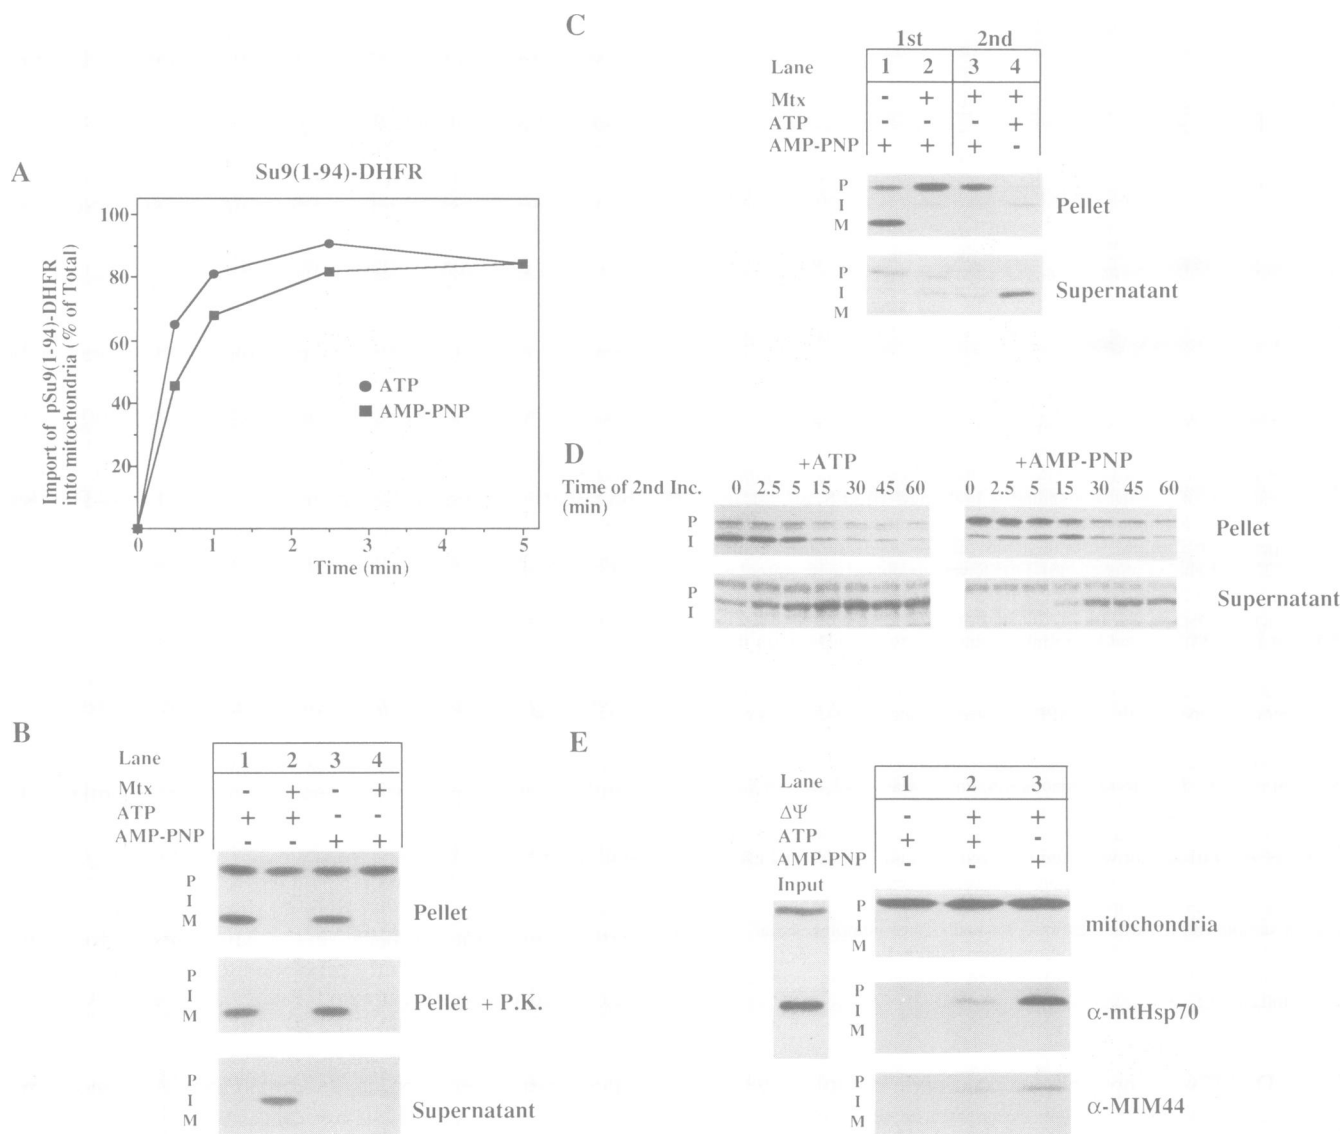 A
Su9(1-94)-DHFR
Import of pSu9(1-94)-DHFR
into mitochondria (% of Total)
100
80
60
40
20
0
1
2
3
4
5
Time (min)
ATP
AMP-PNP
B
Lane 1 2 3 4
Mtx - + - +
ATP + + - -
AMP-PNP - - + +
P
I
M
Pellet
P
I
M
Pellet + P.K.
P
I
M
Supernatant
C
1st 2nd
Lane 1 2 3 4
Mtx - + + +
ATP - - - +
AMP-PNP + + + -
P
I
M
Pellet
P
I
M
Supernatant
D
+ATP +AMP-PNP
Time of 2nd Inc. 0 2.5 5 15 30 45 60 0 2.5 5 15 30 45 60
(min)
P
I
Pellet
P
I
Supernatant
E
Lane 1 2 3
ΔΨ - + +
ATP + + -
AMP-PNP - - +
Input
P
I
M
mitochondria
P
I
M
α-mtHsp70
P
I
M
α-MIM44